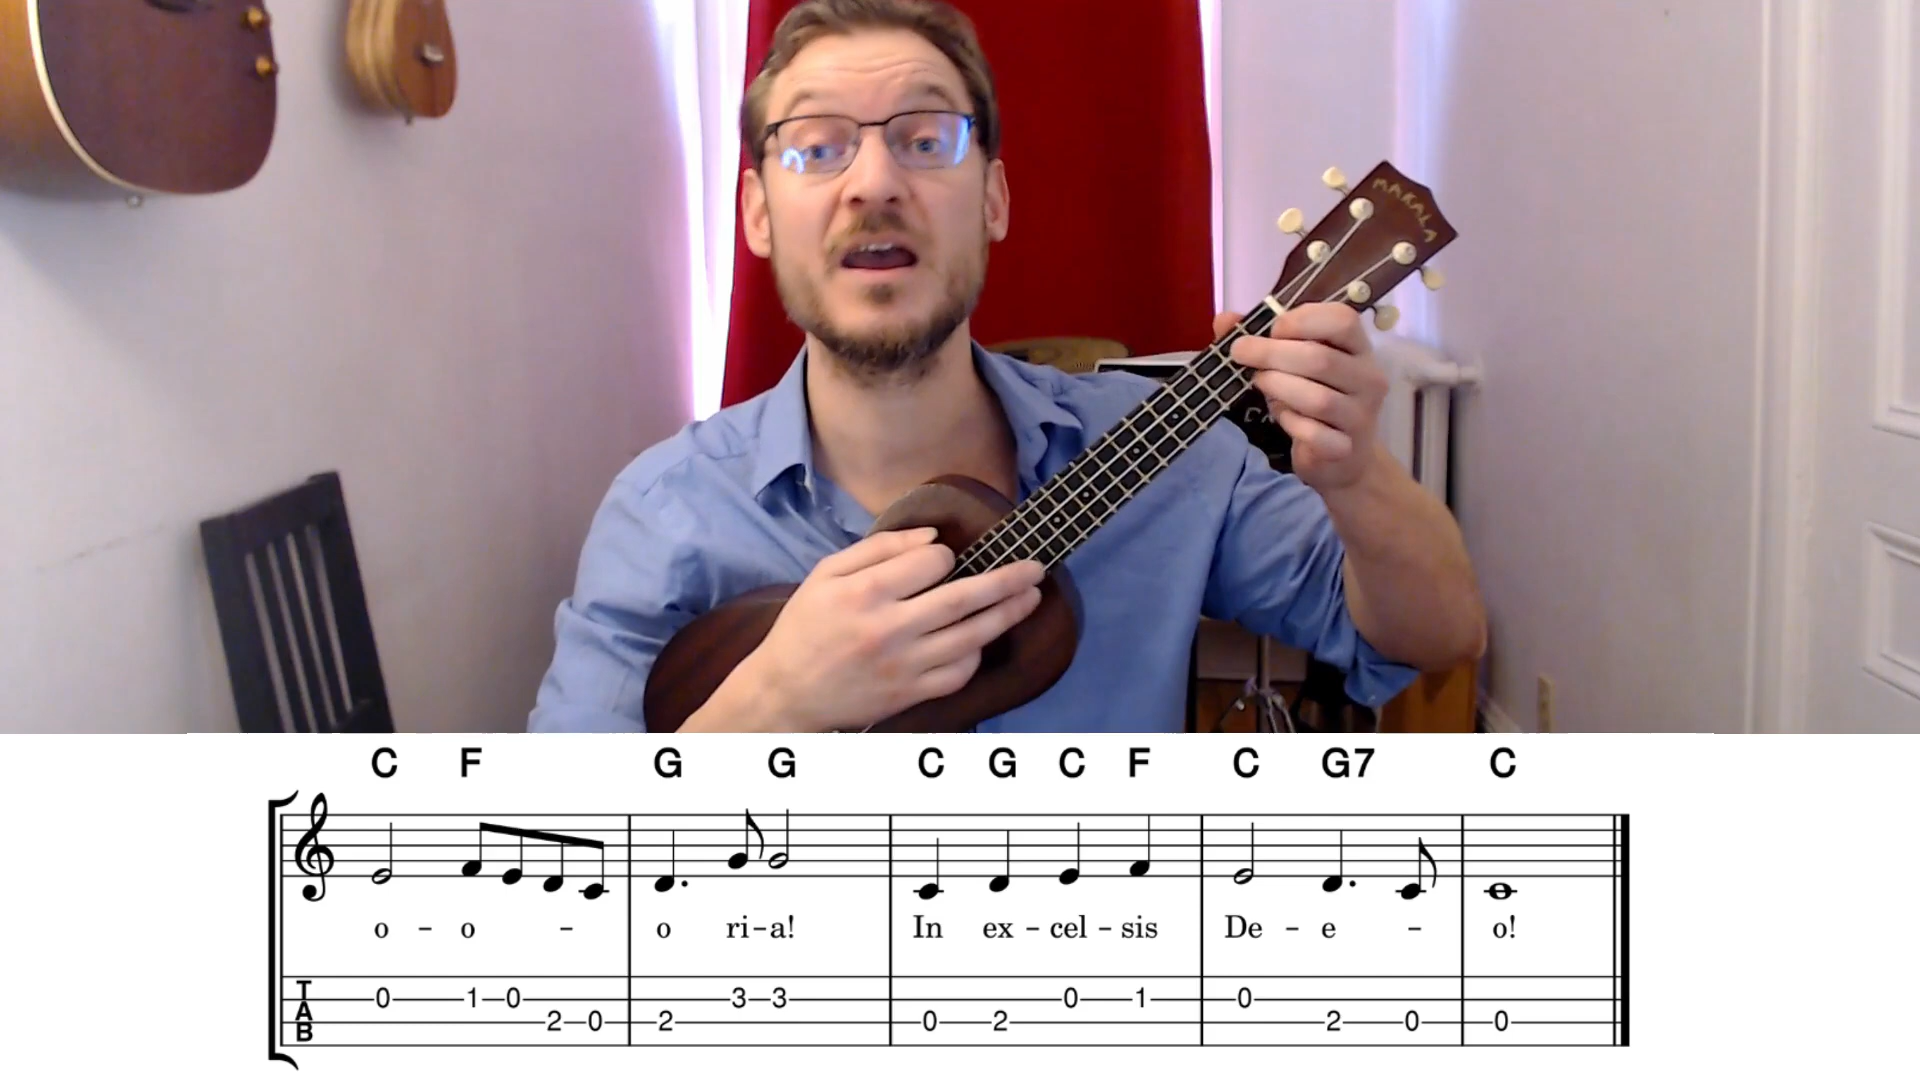 MAKALA
C F G G C G C F C G7 C
o - o - o ri-a! In ex - cel - sis De - e - o!
T 0 1 0 3 3 0 1 0
A 2 0 2 0 2 2 0 0
B